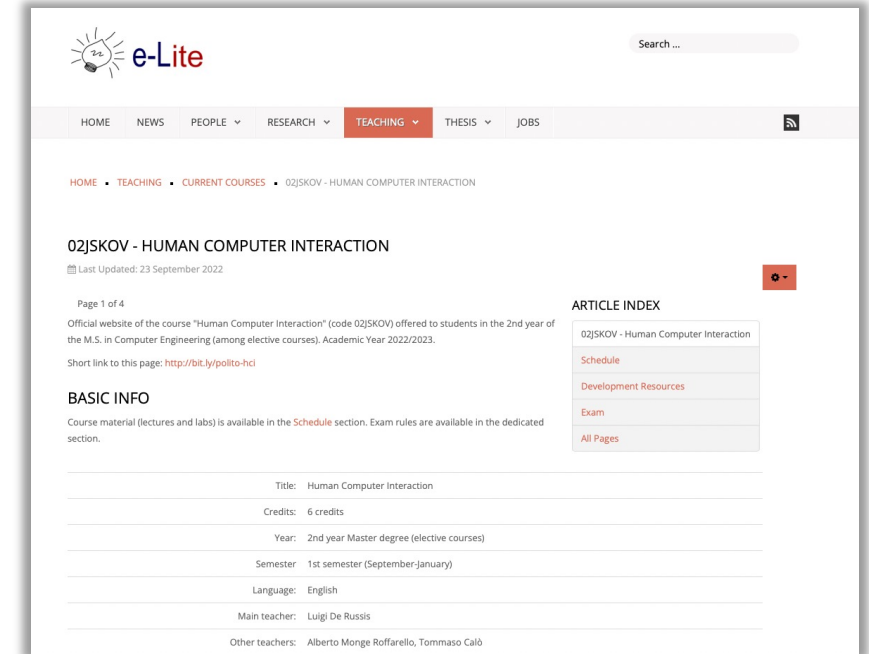 e-Lite
Search ...
HOME NEWS PEOPLE RESEARCH TEACHING THESIS JOBS
HOME ▪ TEACHING ▪ CURRENT COURSES ▪ 02JSKOV - HUMAN COMPUTER INTERACTION
02JSKOV - HUMAN COMPUTER INTERACTION
Last Updated: 23 September 2022
Page 1 of 4
Official website of the course "Human Computer Interaction" (code 02JSKOV) offered to students in the 2nd year of
the M.S. in Computer Engineering (among elective courses). Academic Year 2022/2023.
Short link to this page: http://bit.ly/polito-hci
ARTICLE INDEX
02JSKOV - Human Computer Interaction
Schedule
Development Resources
Exam
All Pages
BASIC INFO
Course material (lectures and labs) is available in the Schedule section. Exam rules are available in the dedicated
section.
Title: Human Computer Interaction
Credits: 6 credits
Year: 2nd year Master degree (elective courses)
Semester 1st semester (September-January)
Language: English
Main teacher: Luigi De Russis
Other teachers: Alberto Monge Roffarello, Tommaso Calò